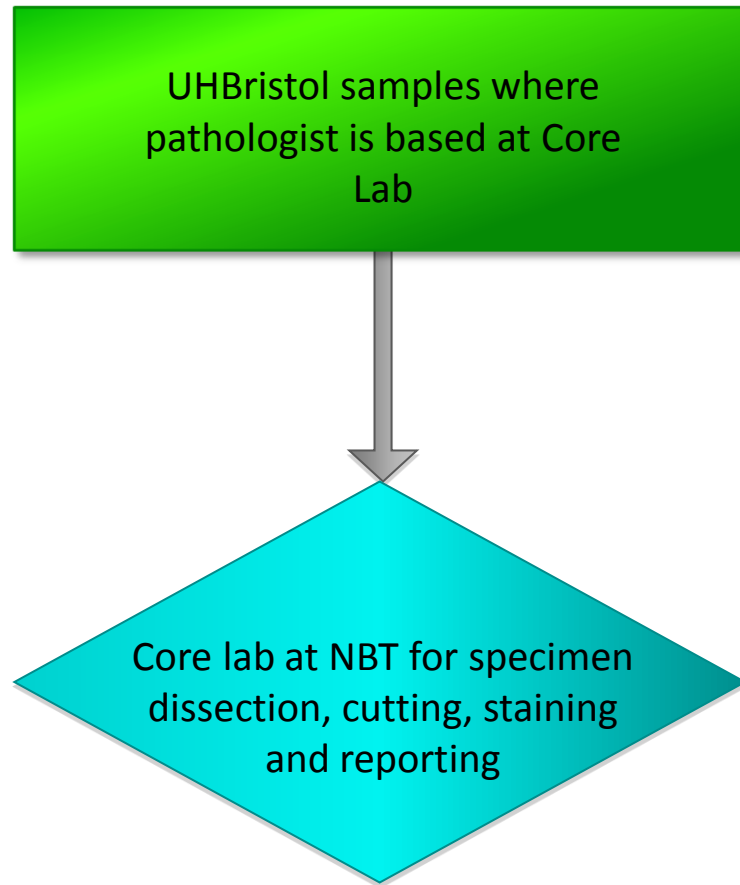 UHBristol samples where
pathologist is based at Core
Lab
Core lab at NBT for specimen
dissection, cutting, staining
and reporting